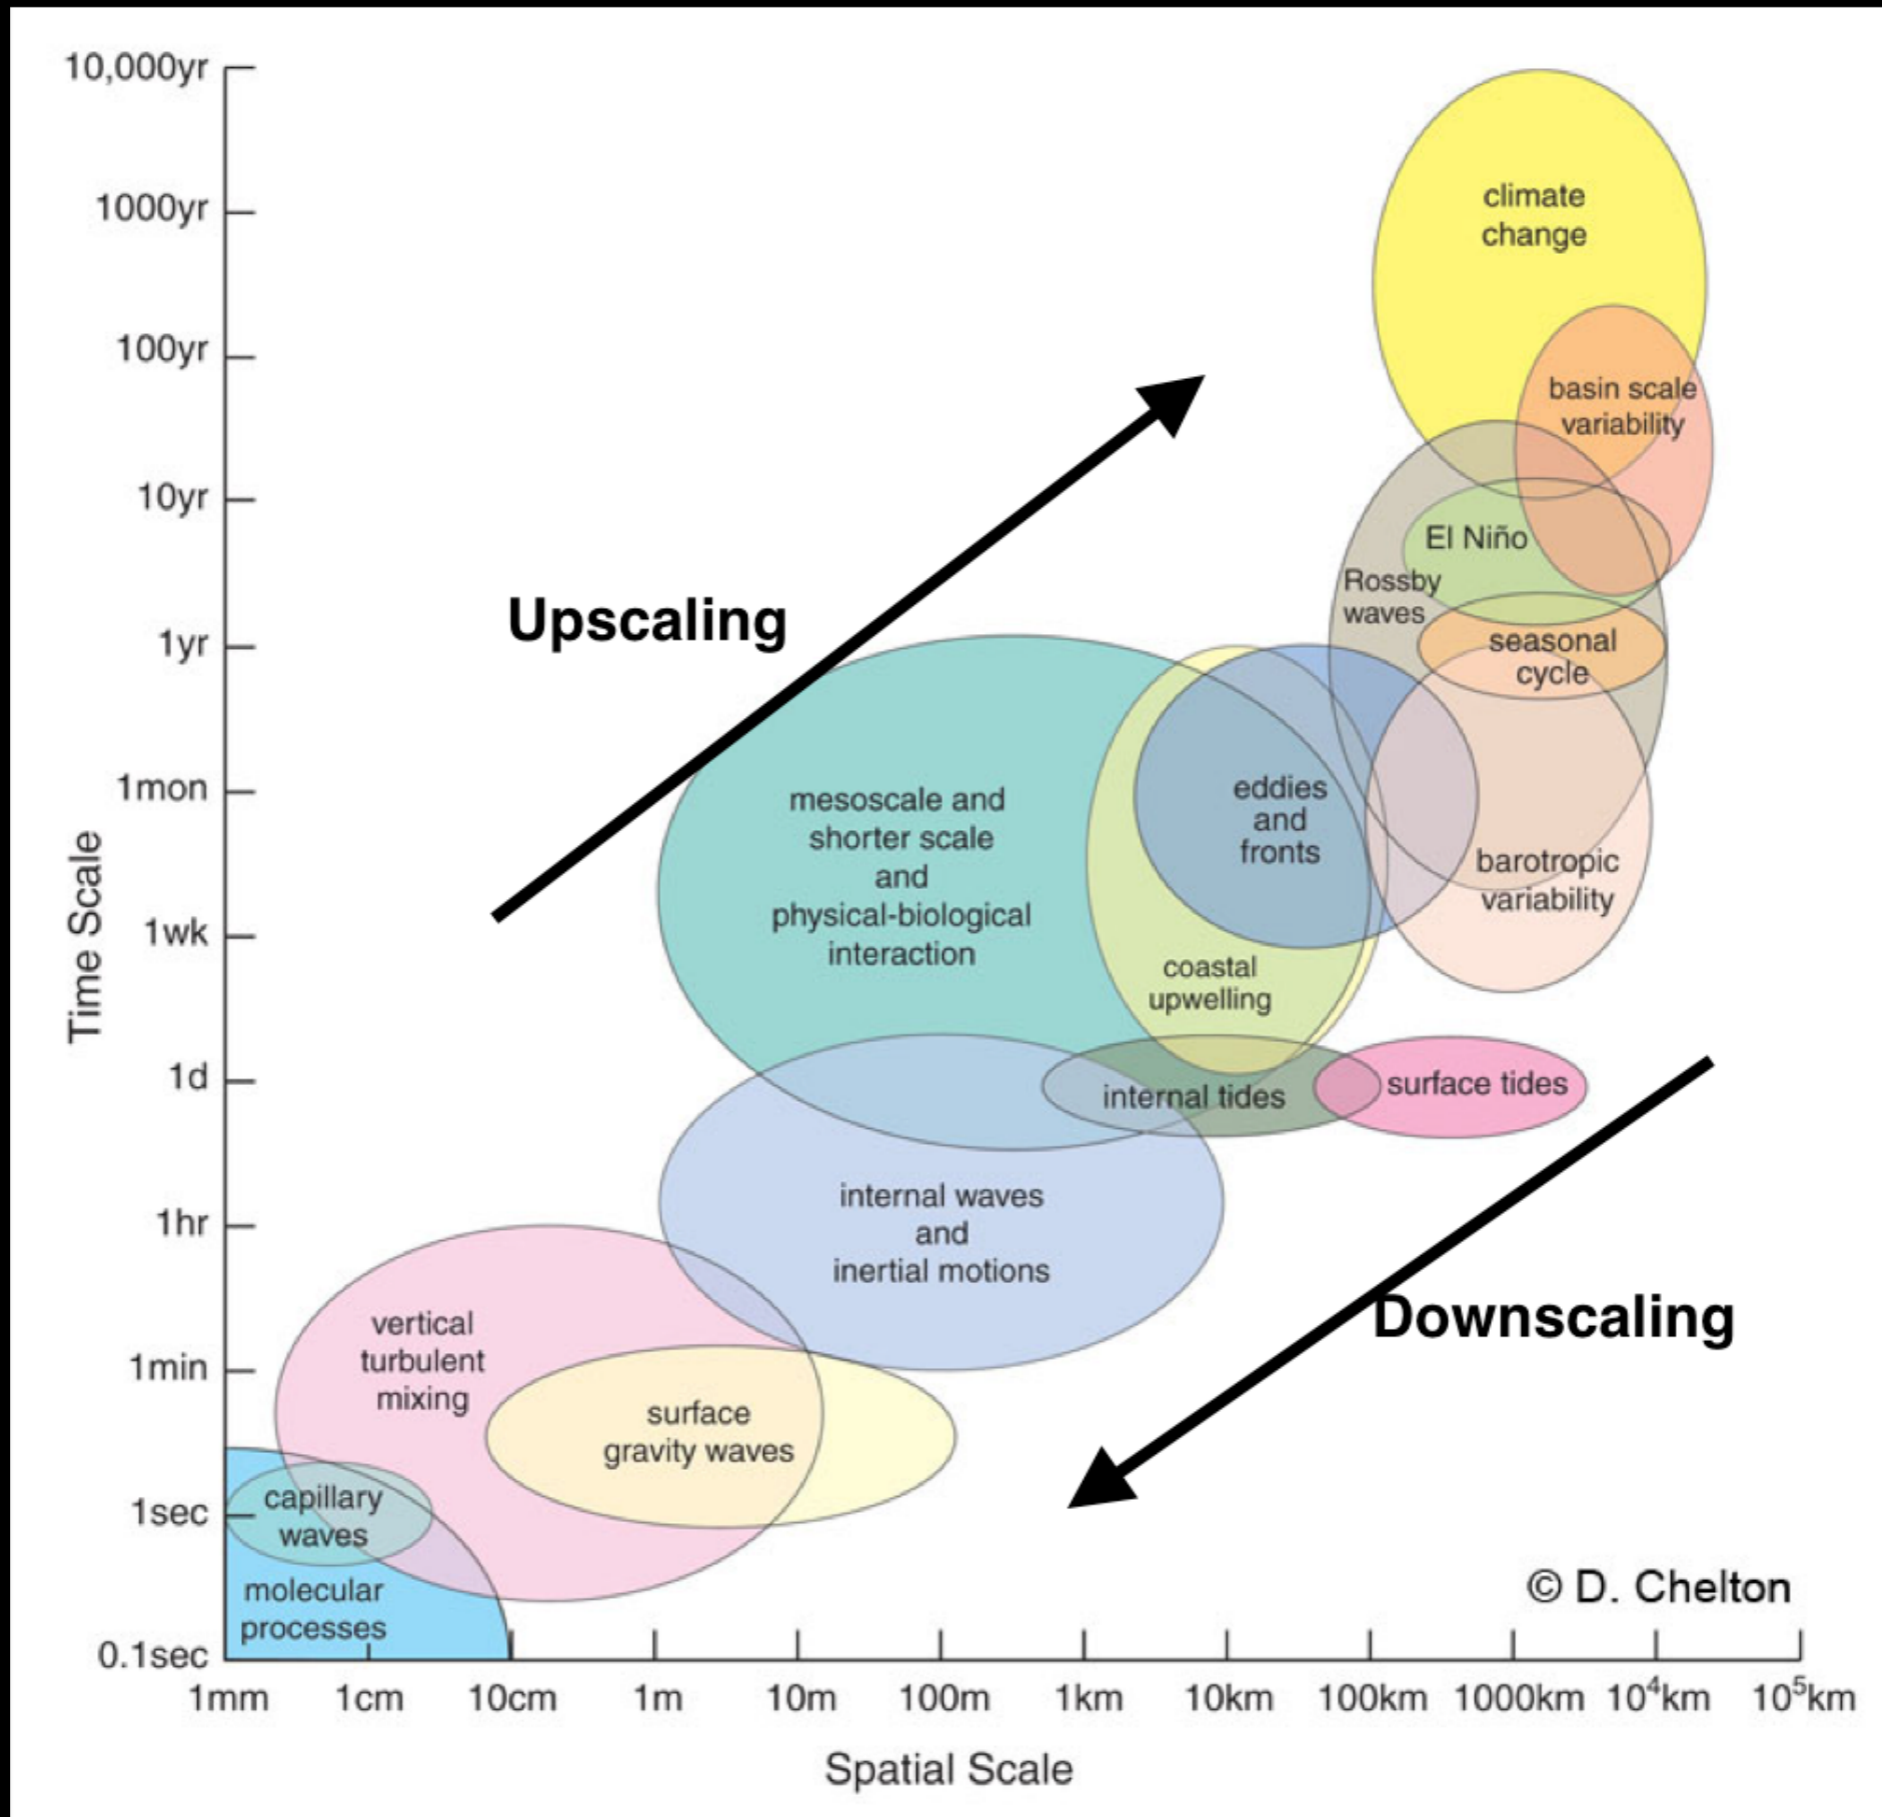 10,000yr
1000yr
100yr
10yr
1yr
1mon
1wk
1d
1hr
1min
1sec
0.1sec
Time Scale
climate
change
basin scale
variability
El Niño
Rossby
waves
seasonal
cycle
Upscaling
mesoscale and
shorter scale
and
physical-biological
interaction
eddies
and
fronts
barotropic
variability
coastal
upwelling
internal tides
surface tides
internal waves
and
inertial motions
Downscaling
vertical
turbulent
mixing
surface
gravity waves
capillary
waves
molecular
processes
© D. Chelton
1mm 1cm 10cm 1m 10m 100m 1km 10km 100km 1000km 10⁴km 10⁵km
Spatial Scale